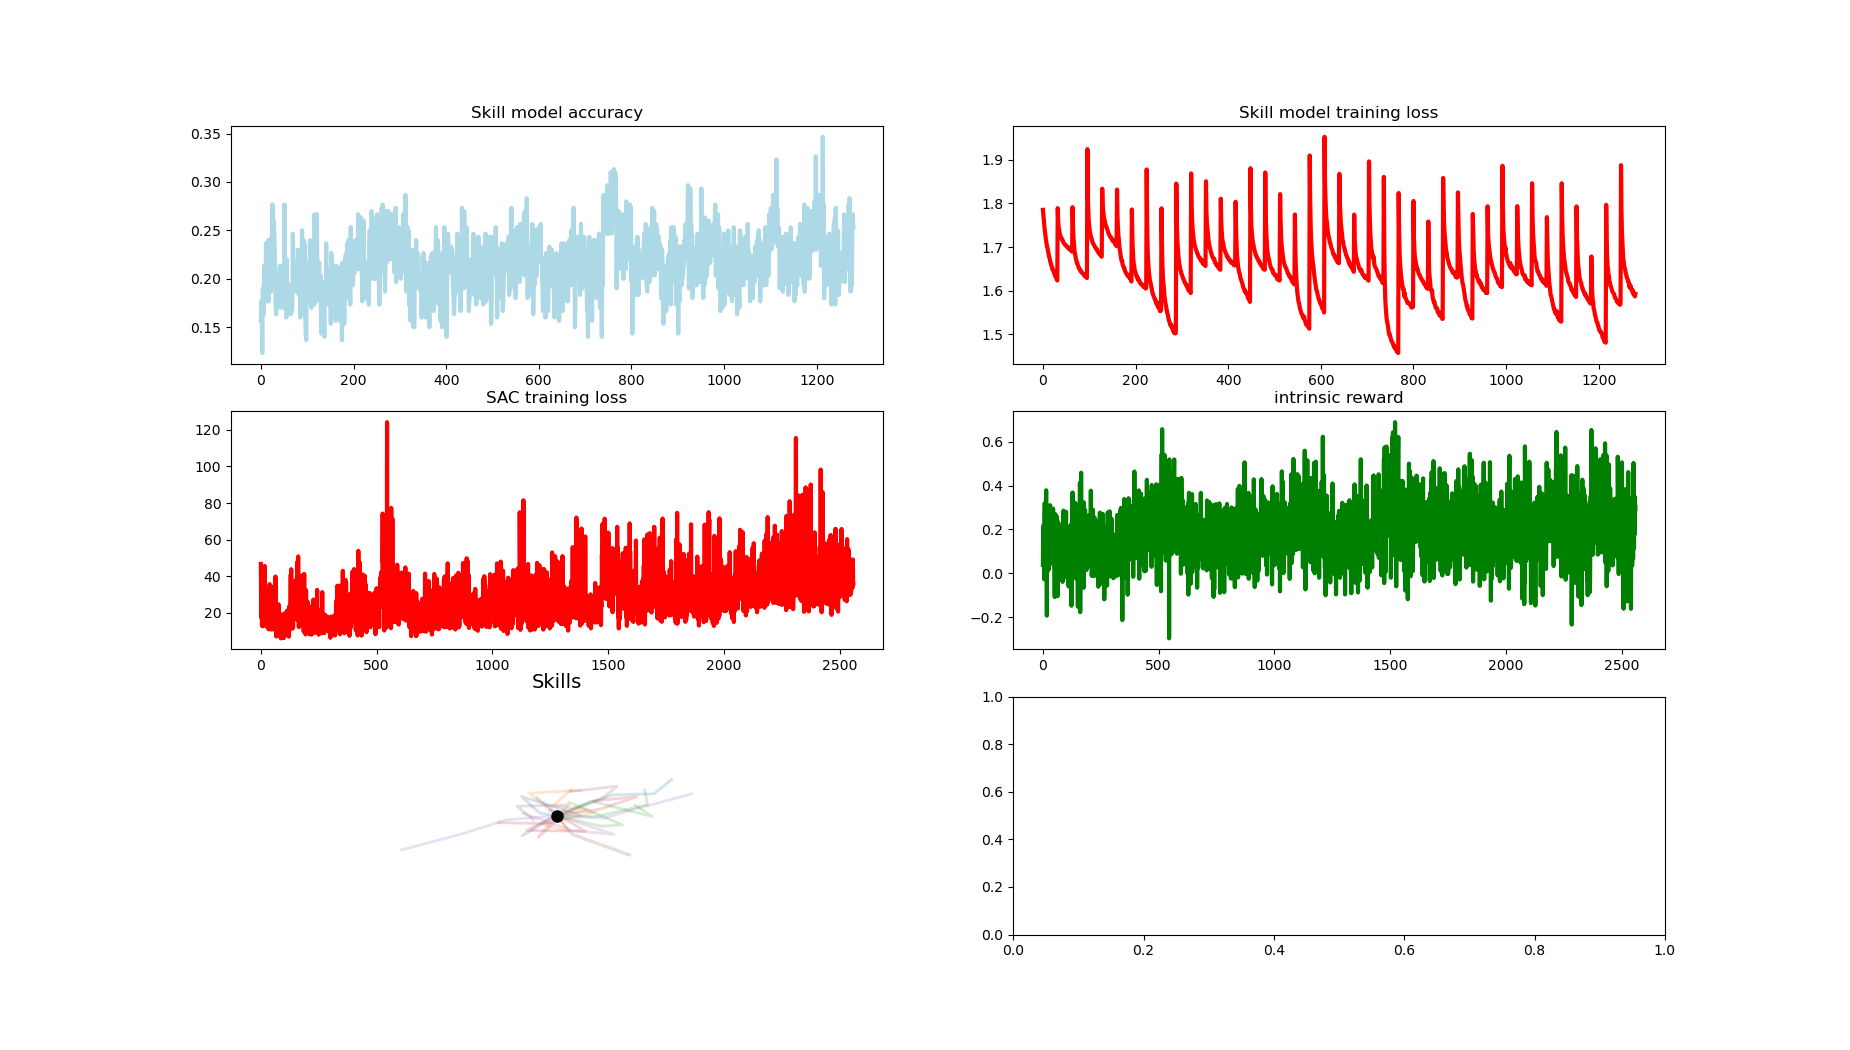 Skill model accuracy
0.35
0.30
0.25
0.20
0.15
0 200 400 600 800 1000 1200
Skill model training loss
1.9
1.8
1.7
1.6
1.5
0 200 400 600 800 1000 1200
SAC training loss
120
100
80
60
40
20
0 500 1000 1500 2000 2500
intrinsic reward
0.6
0.4
0.2
0.0
−0.2
0 500 1000 1500 2000 2500
Skills
1.0
0.8
0.6
0.4
0.2
0.0
0.0 0.2 0.4 0.6 0.8 1.0